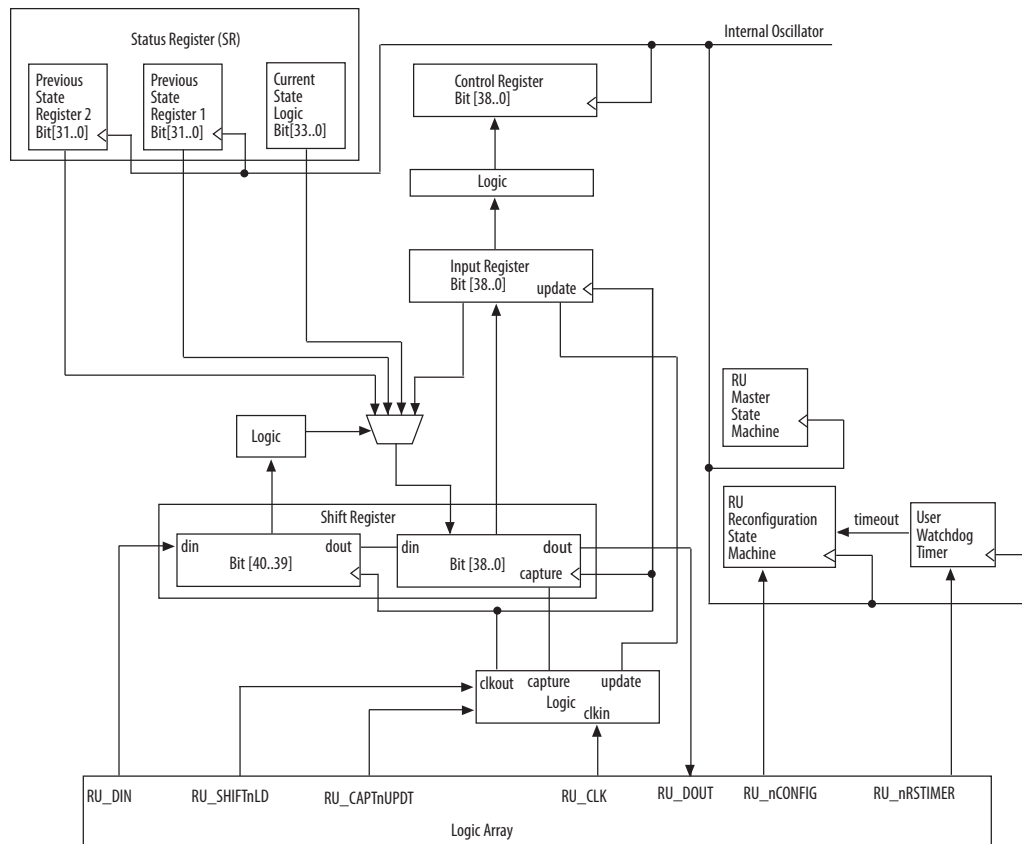 Status Register (SR)
Internal Oscillator
Previous
State
Register 2
Bit[31..0]
Previous
State
Register 1
Bit[31..0]
Current
State
Logic
Bit[33..0]
Control Register
Bit [38..0]
Logic
Input Register
Bit [38..0]
update
RU
Master
State
Machine
Logic
RU
Reconfiguration
State
Machine
timeout
User
Watchdog
Timer
Shift Register
din
dout
Bit [40..39]
din
dout
Bit [38..0]
capture
clkout
capture
update
Logic
clkin
RU_DIN
RU_SHIFTnLD
RU_CAPTnUPDT
RU_CLK
RU_DOUT
RU_nCONFIG
RU_nRSTIMER
Logic Array